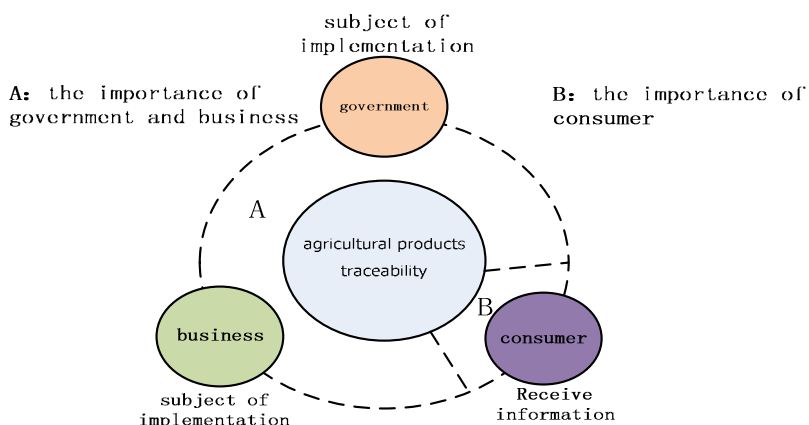 subject of
implementation
A: the importance of
government and business
B: the importance of
consumer
government
A
agricultural products
traceability
B
business
consumer
subject of
implementation
Receive
information